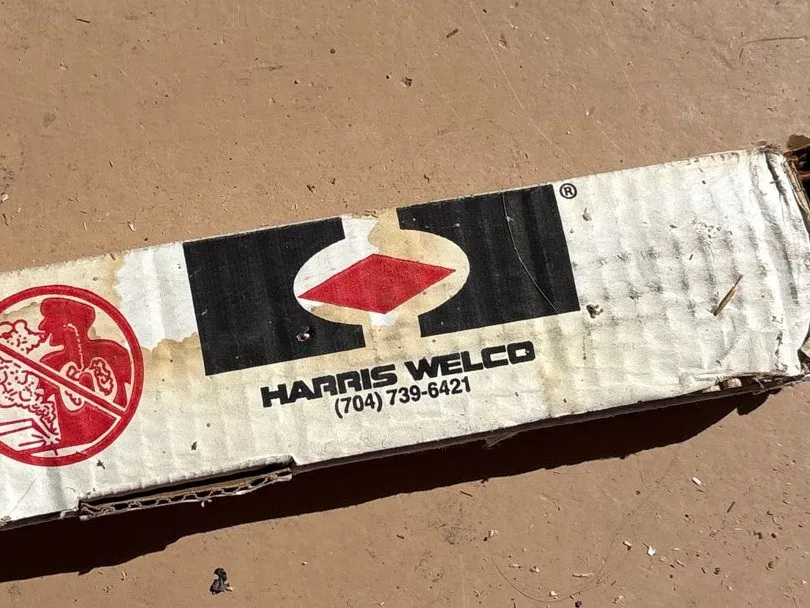 ®
HARRIS WELCO
(704) 739-6421